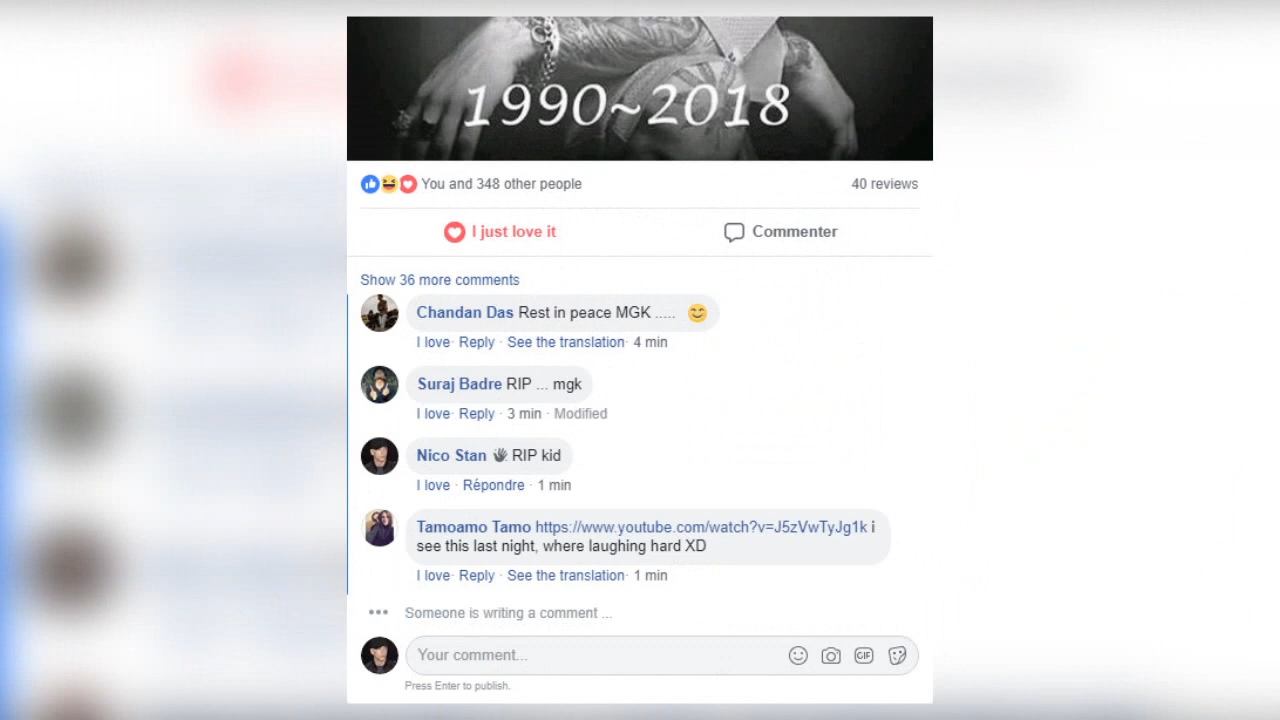 1990~2018
You and 348 other people 40 reviews
I just love it Commenter
Show 36 more comments
Chandan Das Rest in peace MGK ..... 😊
I love · Reply · See the translation · 4 min
Suraj Badre RIP ... mgk
I love · Reply · 3 min · Modified
Nico Stan 👋 RIP kid
I love · Répondre · 1 min
Tamoamo Tamo https://www.youtube.com/watch?v=J5zVwTyJg1k i
see this last night, where laughing hard XD
I love · Reply · See the translation · 1 min
Someone is writing a comment ...
Your comment... GIF
Press Enter to publish.